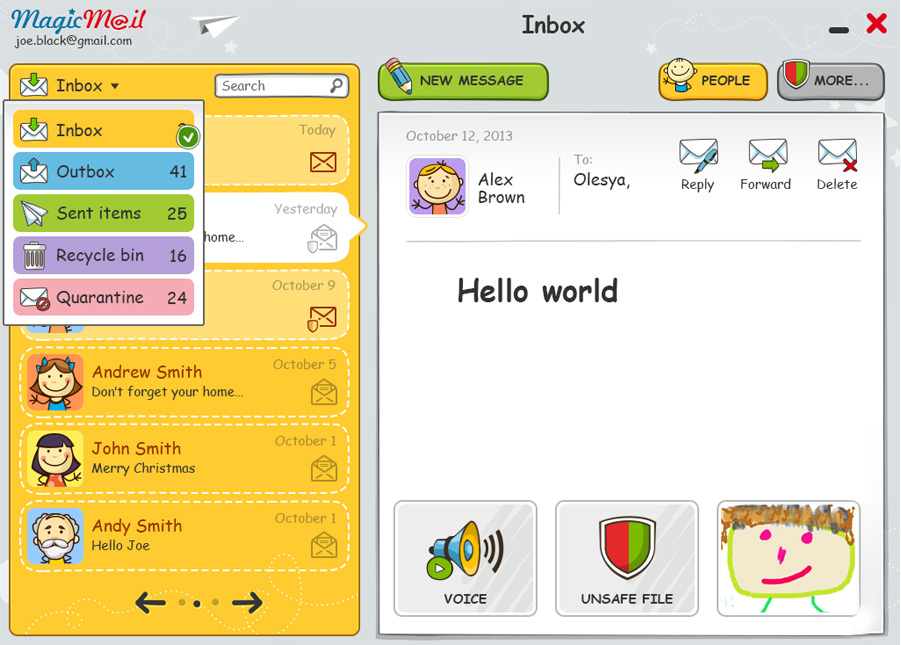 MagicM@il
joe.black@gmail.com
Inbox
Inbox
Search
Inbox
Outbox 41
Sent items 25
Recycle bin 16
Quarantine 24
Today
Yesterday
home...
October 9
Andrew Smith
October 5
Don't forget your home...
John Smith
October 1
Merry Christmas
Andy Smith
October 1
Hello Joe
NEW MESSAGE
PEOPLE
MORE...
October 12, 2013
Alex
Brown
To:
Olesya,
Reply
Forward
Delete
Hello world
VOICE
UNSAFE FILE